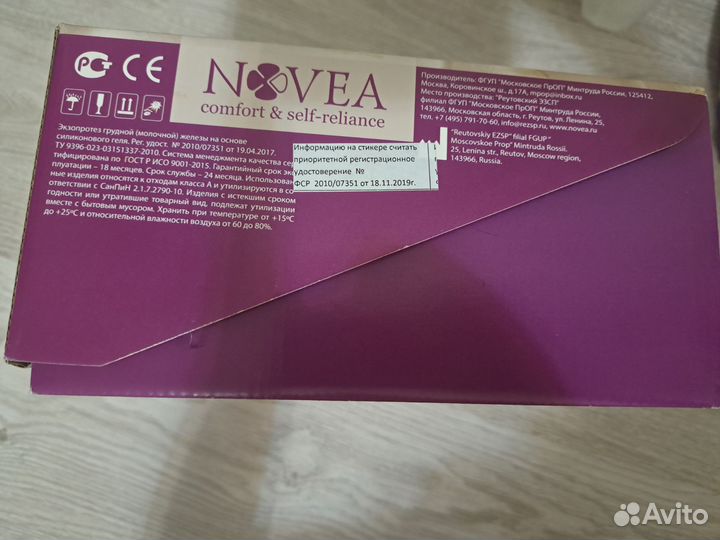 РСТ CE
NOVEA
comfort & self-reliance
Экзопротез грудной (молочной) железы на основе
силиконового геля. Рег. удост. № 2010/07351 от 19.04.2017.
ТУ 9396-023-03151337-2010. Система менеджмента качества сер
тифицирована по ГОСТ Р ИСО 9001-2015. Гарантийный срок экс
плуатации - 18 месяцев. Срок службы - 24 месяца. Использован
ные изделия относятся к отходам класса А и утилизируются в со
ответствии с СанПиН 2.1.7.2790-10. Изделия с истекшим сроком
годности или утратившие товарный вид, подлежат утилизации
вместе с бытовым мусором. Хранить при температуре от +15ºС
до +25ºС и относительной влажности воздуха от 60 до 80%.
Информацию на стикере считать
приоритетной регистрационное
удостоверение №
ФСР 2010/07351 от 18.11.2019г.
Производитель: ФГУП "Московское ПрОП" Минтруда России, 125412,
Москва, Коровинское ш., д.17А, mpop@inbox.ru
Место производства: "Реутовский ЭЗСП"
филиал ФГУП "Московское ПрОП" Минтруда России,
143966, Московская область, г. Реутов, ул. Ленина, 25,
тел. +7 (495) 791-70-60, info@rezsp.ru, www.novea.ru
"Reutovskiy EZSP" filial FGUP
Moscovskoe Prop" Mintruda Rossii.
25, Lenina str., Reutov, Moscow region,
143966, Russia.
Avito